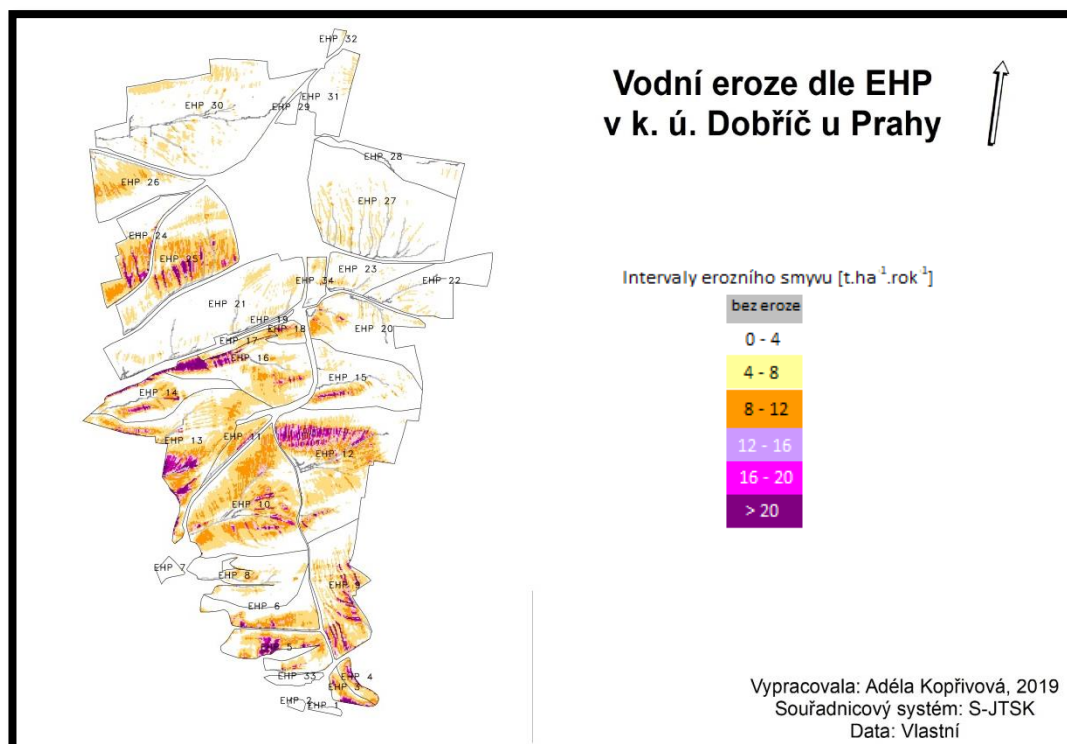 Vodní eroze dle EHP
v k. ú. Dobříč u Prahy
Intervaly erozního smyvu [t.ha⁻¹.rok⁻¹]
bez eroze
0 - 4
4 - 8
8 - 12
12 - 16
16 - 20
> 20
EHP 32
EHP 31
EHP 30
EHP 29
EHP 28
EHP 26
EHP 27
EHP 24
EHP 25
EHP 23
EHP 22
EHP 34
EHP 21
EHP 19
EHP 18
EHP 20
EHP 17
EHP 16
EHP 15
EHP 14
EHP 13
EHP 11
EHP 12
EHP 10
EHP 7
EHP 8
EHP 9
EHP 6
5
EHP 33
EHP 4
EHP 3
EHP 2
EHP 1
Vypracovala: Adéla Kopřivová, 2019
Souřadnicový systém: S-JTSK
Data: Vlastní